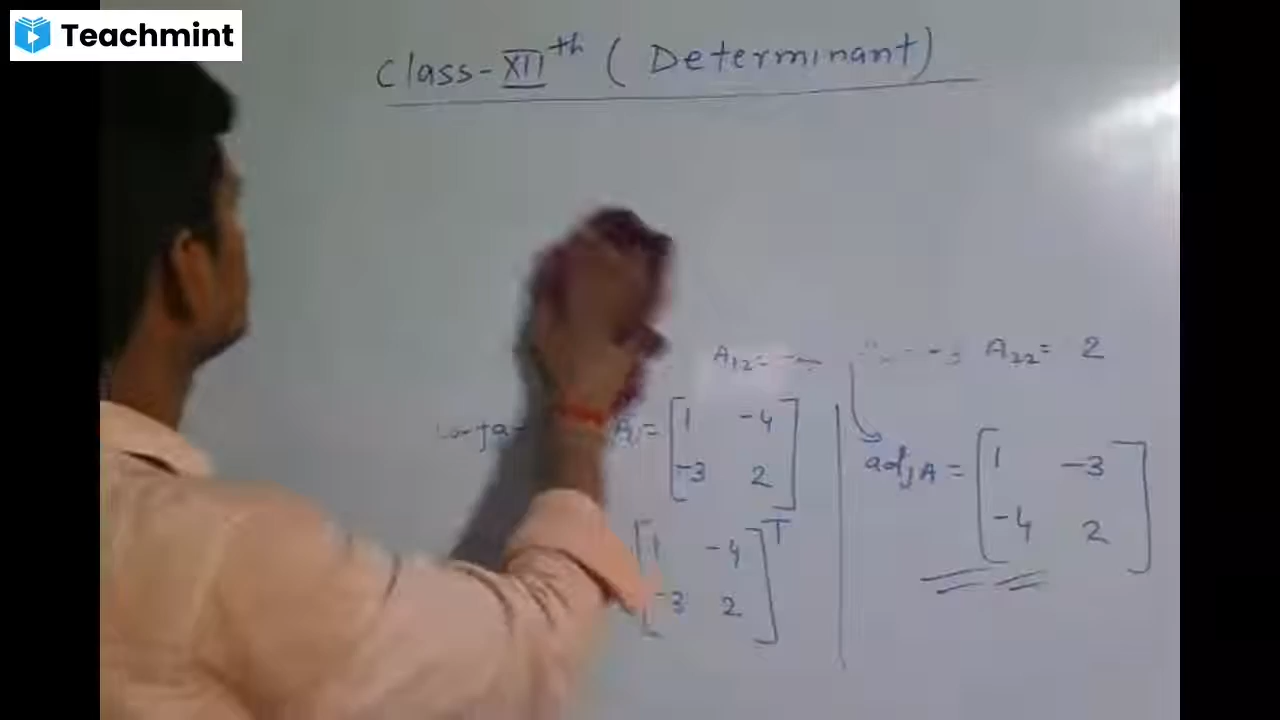 Teachmint
Class-XIIth (Determinant)
A12= A22= 2
A = [1 -4
-3 2]
[1 -4
-3 2]T
adjA = [1 -3
-4 2]